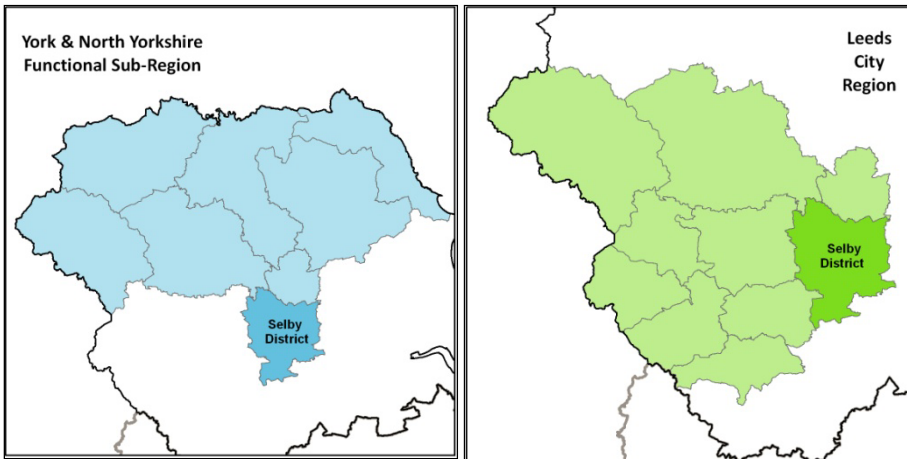 York & North Yorkshire
Functional Sub-Region
Selby
District
Leeds
City
Region
Selby
District